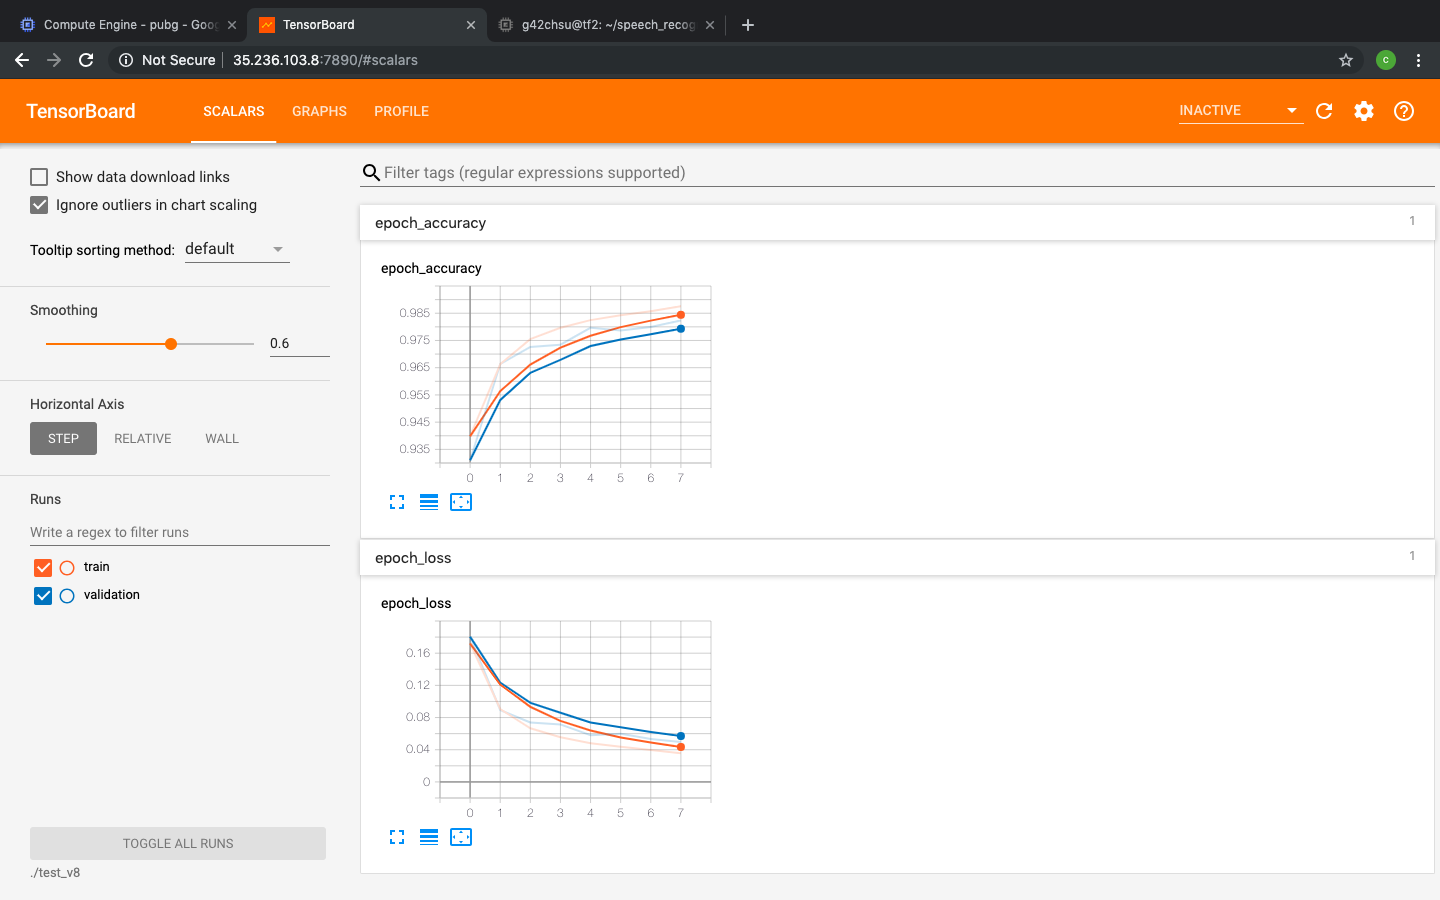 Compute Engine - pubg - Goo
TensorBoard
g42chsu@tf2: ~/speech_recog
Not Secure
35.236.103.8:7890/#scalars
C
TensorBoard
SCALARS
GRAPHS
PROFILE
INACTIVE
Show data download links
Ignore outliers in chart scaling
Tooltip sorting method: default
Smoothing
0.6
Horizontal Axis
STEP
RELATIVE
WALL
Runs
Write a regex to filter runs
train
validation
TOGGLE ALL RUNS
./test_v8
Filter tags (regular expressions supported)
epoch_accuracy
1
epoch_accuracy
0.985
0.975
0.965
0.955
0.945
0.935
0 1 2 3 4 5 6 7
epoch_loss
1
epoch_loss
0.16
0.12
0.08
0.04
0
0 1 2 3 4 5 6 7